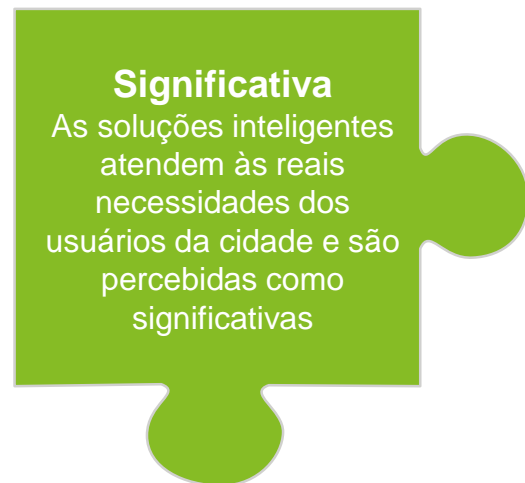 Significativa
As soluções inteligentes
atendem às reais
necessidades dos
usuários da cidade e são
percebidas como
significativas